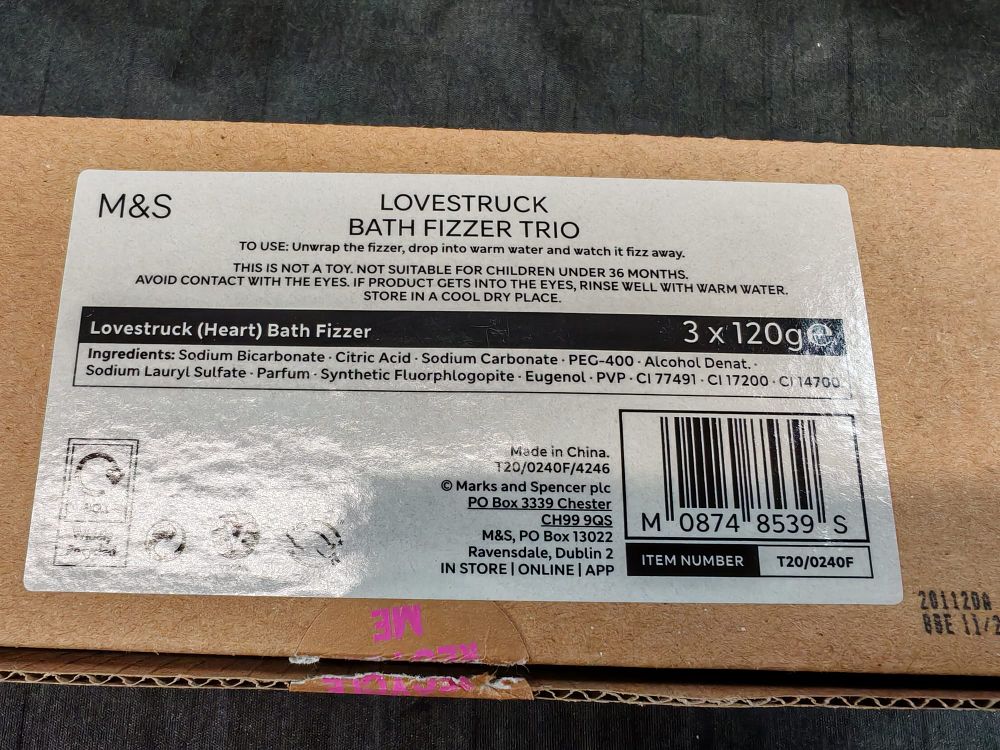 M&S
LOVESTRUCK
BATH FIZZER TRIO
TO USE: Unwrap the fizzer, drop into warm water and watch it fizz away.
THIS IS NOT A TOY. NOT SUITABLE FOR CHILDREN UNDER 36 MONTHS.
AVOID CONTACT WITH THE EYES. IF PRODUCT GETS INTO THE EYES, RINSE WELL WITH WARM WATER.
STORE IN A COOL DRY PLACE.
Lovestruck (Heart) Bath Fizzer 3 x 120g℮
Ingredients: Sodium Bicarbonate · Citric Acid · Sodium Carbonate · PEG-400 · Alcohol Denat. ·
Sodium Lauryl Sulfate · Parfum · Synthetic Fluorphlogopite · Eugenol · PVP · CI 77491 · CI 17200 · CI 14700
Made in China.
T20/0240F/4246
© Marks and Spencer plc
PO Box 3339 Chester
CH99 9QS
M&S, PO Box 13022
Ravensdale, Dublin 2
IN STORE | ONLINE | APP
M 0874 8539 S
ITEM NUMBER T20/0240F
20112DA
BBE 11/2
ME
RECYCLE